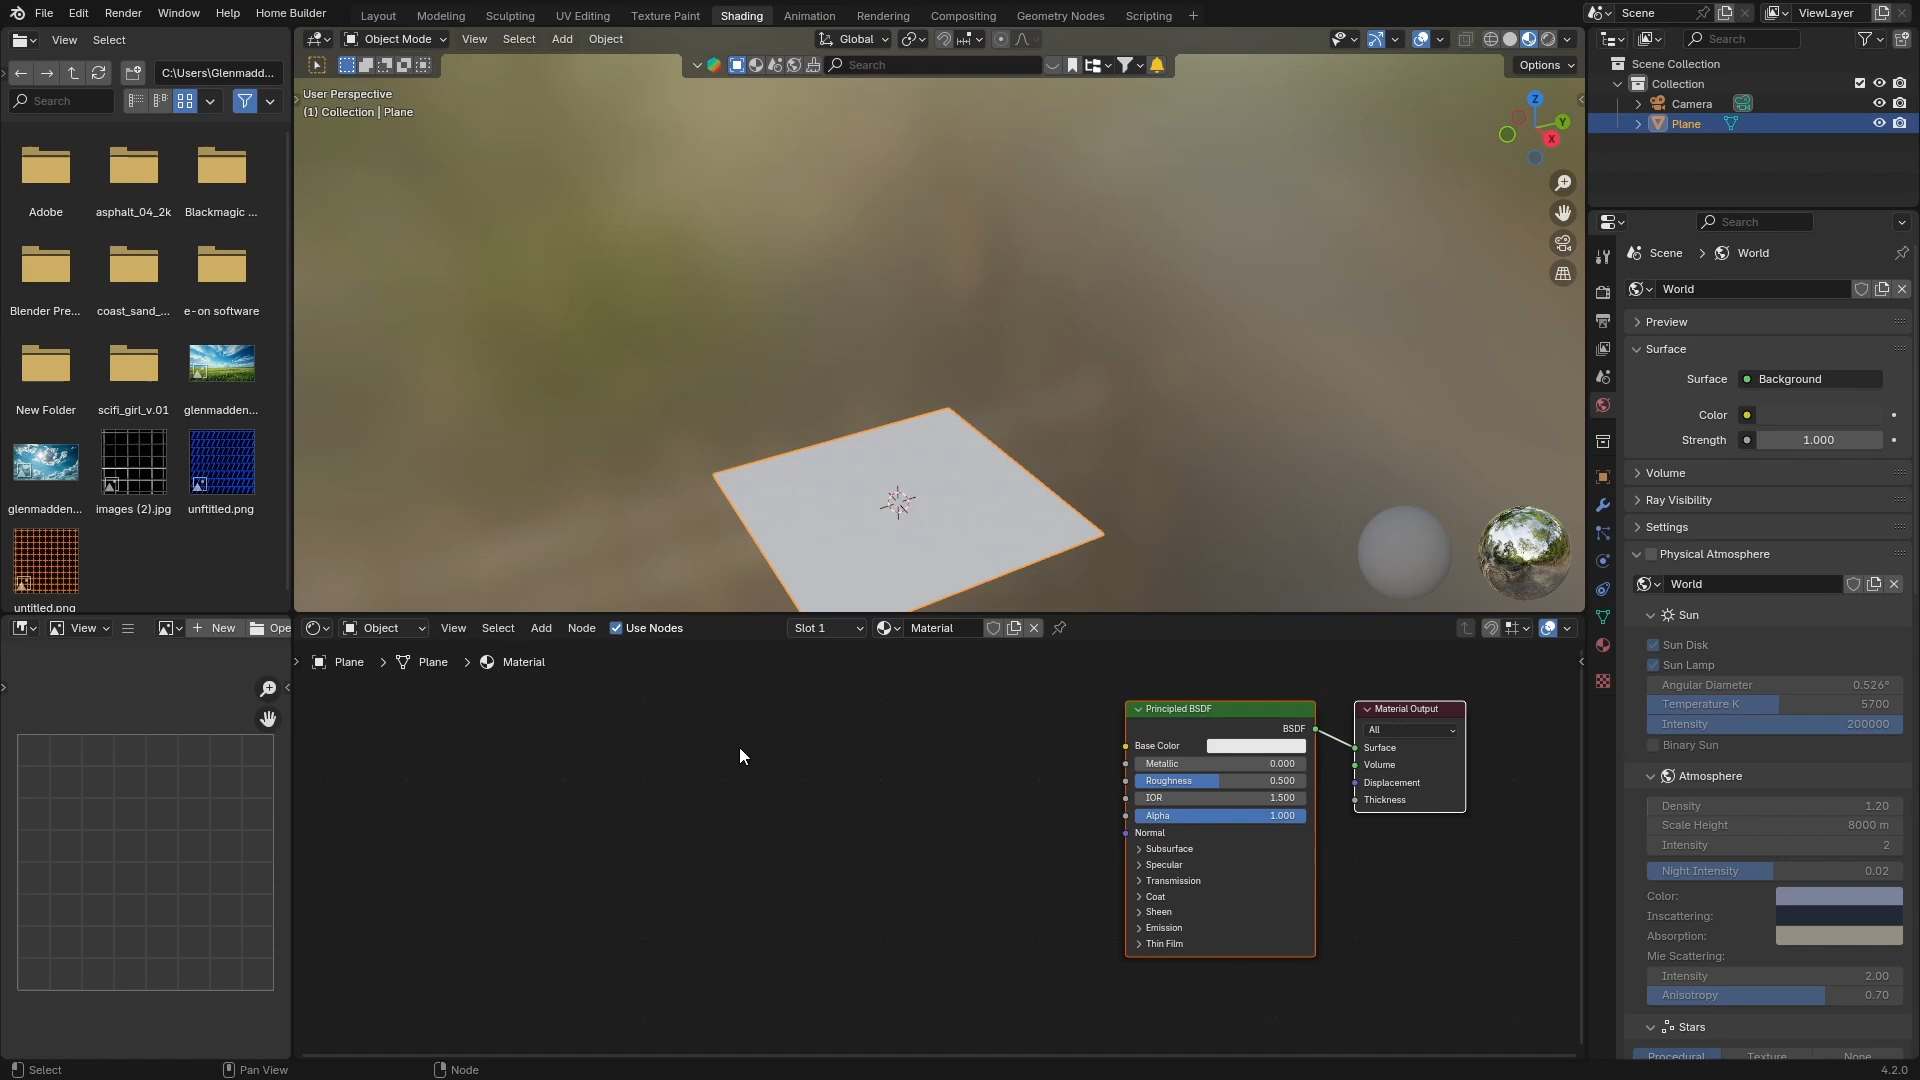 File Edit Render Window Help Home Builder
Layout Modeling Sculpting UV Editing Texture Paint Shading Animation Rendering Compositing Geometry Nodes Scripting
Scene
ViewLayer
View Select
Object Mode View Select Add Object
Global
Search
C:\Users\Glenmadd...
Search
Search
Options
Scene Collection
Collection
Camera
Plane
User Perspective
(1) Collection | Plane
Z
Y
X
Adobe
asphalt_04_2k
Blackmagic ...
Blender Pre...
coast_sand_...
e-on software
New Folder
scifi_girl_v.01
glenmadden...
glenmadden...
images (2).jpg
unftitled.png
untitled.png
Search
Scene > World
World
Preview
Surface
Surface
Background
Color
Strength
1.000
Volume
Ray Visibility
Settings
Physical Atmosphere
World
Sun
Sun Disk
Sun Lamp
Angular Diameter 0.526°
Temperature K 5700
Intensity 200000
Binary Sun
Atmosphere
Density 1.20
Scale Height 8000 m
Intensity 2
Night Intensity 0.02
Color:
Inscattering:
Absorption:
Mie Scattering:
Intensity 2.00
Anisotropy 0.70
Stars
Procedural Texture None
View
New
Ope
Object View Select Add Node Use Nodes
Slot 1
Material
Plane > Plane > Material
Principled BSDF
BSDF
Base Color
Metallic 0.000
Roughness 0.500
IOR 1.500
Alpha 1.000
Normal
Subsurface
Specular
Transmission
Coat
Sheen
Emission
Thin Film
Material Output
All
Surface
Volume
Displacement
Thickness
Select
Pan View
Node
4.2.0